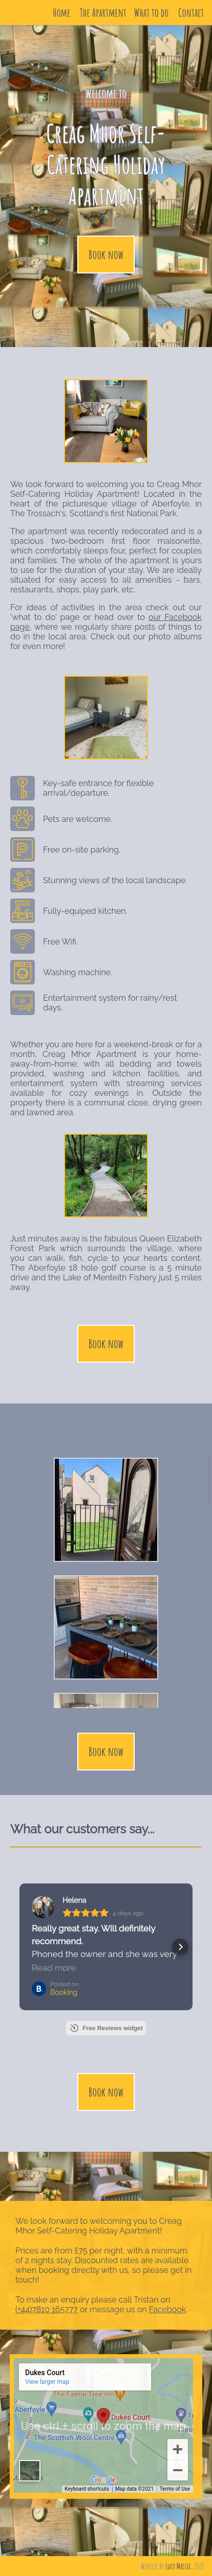 Home The Apartment What to do Contact
Welcome to
Creag Mhor Self-
Catering Holiday
Apartment
Book now
We look forward to welcoming you to Creag Mhor
Self-Catering Holiday Apartment! Located in the
heart of the picturesque village of Aberfoyle, in
The Trossach's, Scotland's first National Park.
The apartment was recently redecorated and is a
spacious two-bedroom first floor maisonette,
which comfortably sleeps four, perfect for couples
and families. The whole of the apartment is yours
to use for the duration of your stay. We are ideally
situated for easy access to all amenities - bars,
restaurants, shops, play park, etc.
For ideas of activities in the area check out our
'what to do' page or head over to our Facebook
page, where we regularly share posts of things to
do in the local area. Check out our photo albums
for even more!
Key-safe entrance for flexible
arrival/departure.
Pets are welcome.
Free on-site parking.
Stunning views of the local landscape.
Fully-equiped kitchen.
Free Wifi.
Washing machine.
Entertainment system for rainy/rest
days.
Whether you are here for a weekend-break or for a
month, Creag Mhor Apartment is your home-
away-from-home; with all bedding and towels
provided, washing and kitchen facilities, and
entertainment system with streaming services
available for cozy evenings in. Outside the
property there is a communal close, drying green
and lawned area.
Just minutes away is the fabulous Queen Elizabeth
Forest Park which surrounds the village, where
you can walk, fish, cycle to your hearts content.
The Aberfoyle 18 hole golf course is a 5 minute
drive and the Lake of Menteith Fishery just 5 miles
away.
Book now
Book now
What our customers say...
Helena
4 days ago
Really great stay. Will definitely
recommend.
Phoned the owner and she was very
Read more
Posted on
B Booking
Free Reviews widget
Book now
We look forward to welcoming you to Creag
Mhor Self-Catering Holiday Apartment!
Prices are from £75 per night, with a minimum
of 2 nights stay. Discounted rates are available
when booking directly with us, so please get in
touch!
To make an enquiry please call Tristan on
(+44)7810 165777 or message us on Facebook.
Dukes Court
View larger map
The Faerie Tree Inn
Aberfoyle
Dukes Court
Use ctrl + scroll to zoom the map
The Scottish Wool Centre
Google
Keyboard shortcuts Map data ©2021 Terms of Use
Website by Lucy Massie, 2021